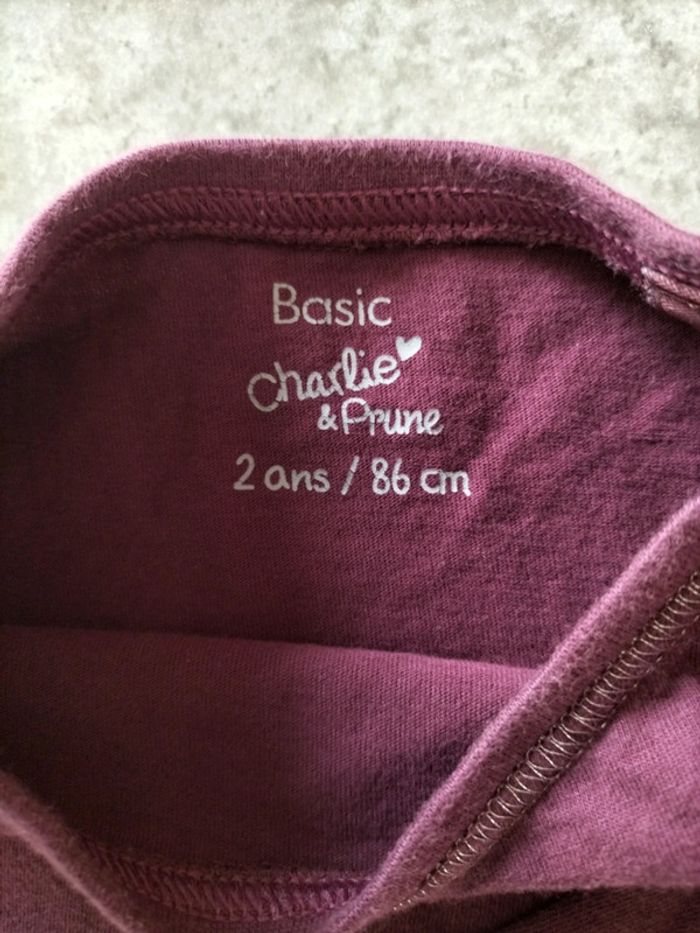 Basic
Charlie
& Prune
2 ans / 86 cm